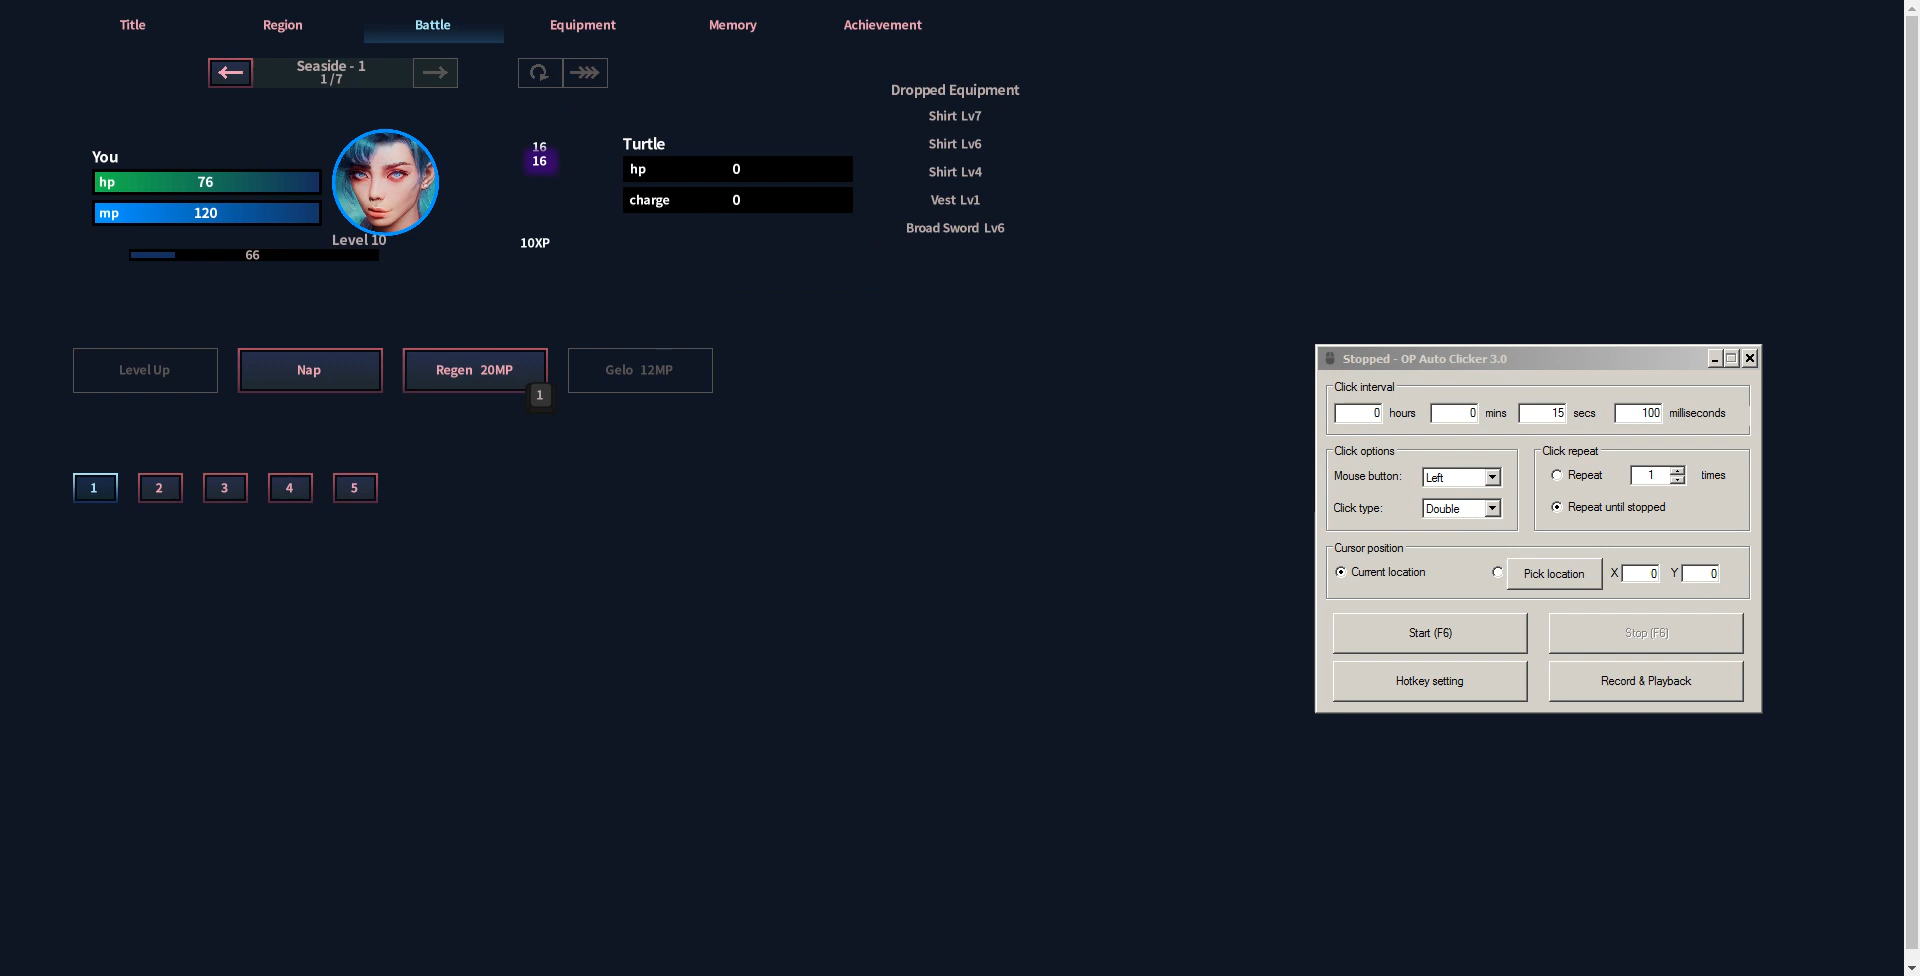 Title
Region
Battle
Equipment
Memory
Achievement
Seaside - 1
1/7
Dropped Equipment
Shirt Lv7
Shirt Lv6
Shirt Lv4
Vest Lv1
Broad Sword Lv6
You
hp 76
mp 120
Level 10
66
16
16
10XP
Turtle
hp 0
charge 0
Level Up
Nap
Regen 20MP
1
Gelo 12MP
1
2
3
4
5
Stopped - OP Auto Clicker 3.0
Click interval
0 hours 0 mins 15 secs 100 milliseconds
Click options
Mouse button: Left
Click type: Double
Click repeat
Repeat 1 times
Repeat until stopped
Cursor position
Current location
Pick location X 0 Y 0
Start (F6)
Stop (F6)
Hotkey setting
Record & Playback